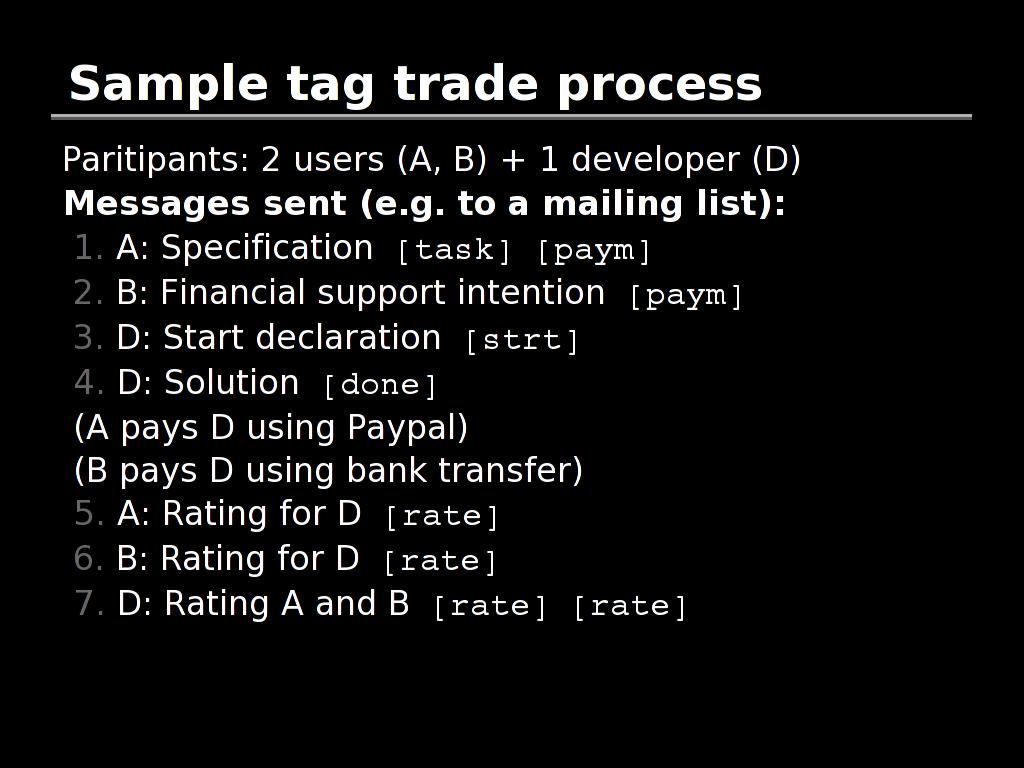 Sample tag trade process
Paritipants: 2 users (A, B) + 1 developer (D)
Messages sent (e.g. to a mailing list):
1. A: Specification [task] [paym]
2. B: Financial support intention [paym]
3. D: Start declaration [strt]
4. D: Solution [done]
(A pays D using Paypal)
(B pays D using bank transfer)
5. A: Rating for D [rate]
6. B: Rating for D [rate]
7. D: Rating A and B [rate] [rate]